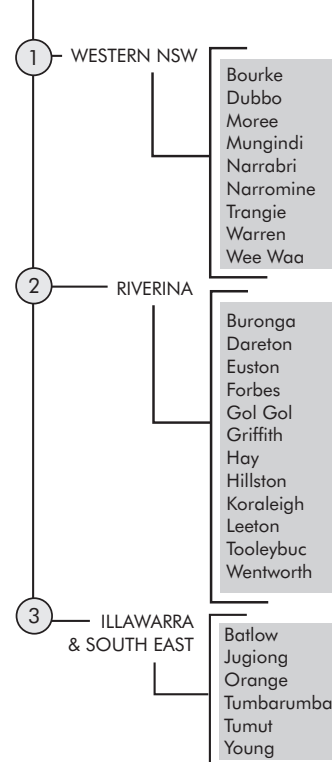 1
WESTERN NSW
Bourke
Dubbo
Moree
Mungindi
Narrabri
Narromine
Trangie
Warren
Wee Waa
2
RIVERINA
Buronga
Dareton
Euston
Forbes
Gol Gol
Griffith
Hay
Hillston
Koraleigh
Leeton
Tooleybuc
Wentworth
3
ILLAWARRA
& SOUTH EAST
Batlow
Jugiong
Orange
Tumbarumba
Tumut
Young